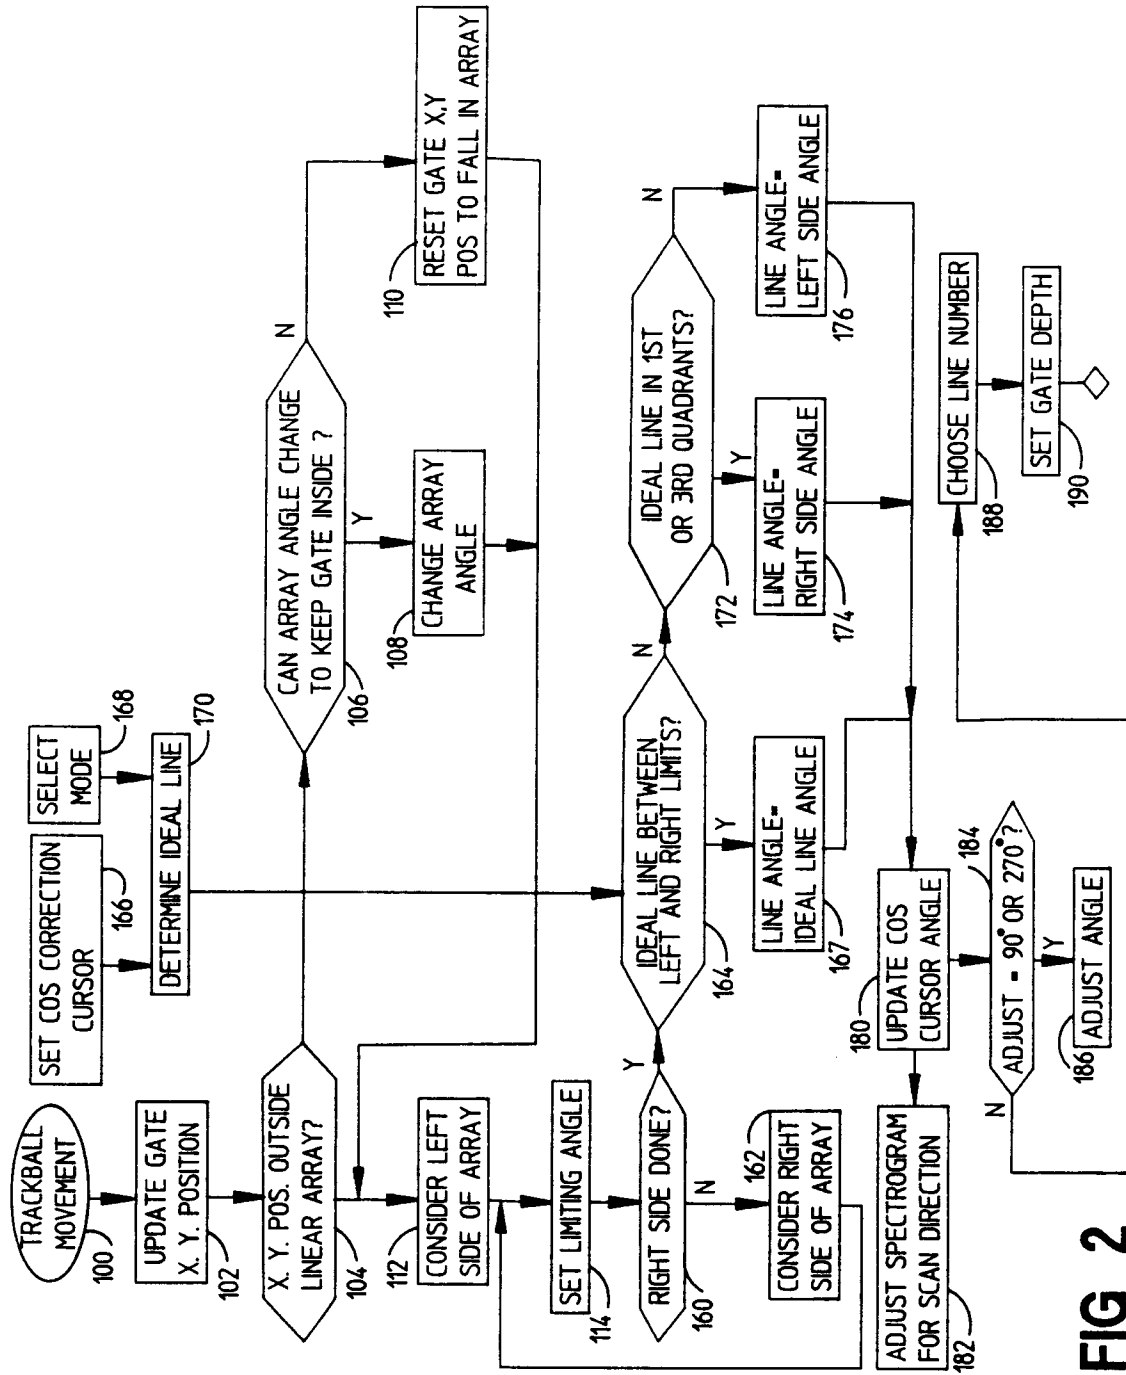 TRACKBALL
MOVEMENT
100
UPDATE GATE
X. Y. POSITION
102
X. Y. POS. OUTSIDE
LINEAR ARRAY?
104
SET COS CORRECTION
CURSOR
166
SELECT
MODE
168
DETERMINE IDEAL LINE
170
CAN ARRAY ANGLE CHANGE
TO KEEP GATE INSIDE ?
106
N
Y
CHANGE ARRAY
ANGLE
108
RESET GATE X,Y
POS TO FALL IN ARRAY
110
CONSIDER LEFT
SIDE OF ARRAY
112
SET LIMITING ANGLE
114
RIGHT SIDE DONE?
160
Y
N
CONSIDER RIGHT
SIDE OF ARRAY
162
IDEAL LINE BETWEEN
LEFT AND RIGHT LIMITS?
164
N
Y
LINE ANGLE=
IDEAL LINE ANGLE
167
IDEAL LINE IN 1ST
OR 3RD QUADRANTS?
172
N
Y
LINE ANGLE=
RIGHT SIDE ANGLE
174
LINE ANGLE=
LEFT SIDE ANGLE
176
UPDATE COS
CURSOR ANGLE
180
ADJUST SPECTROGRAM
FOR SCAN DIRECTION
182
ADJUST = 90° OR 270°?
184
N
Y
ADJUST ANGLE
186
CHOOSE LINE NUMBER
188
SET GATE DEPTH
190
FIG 2